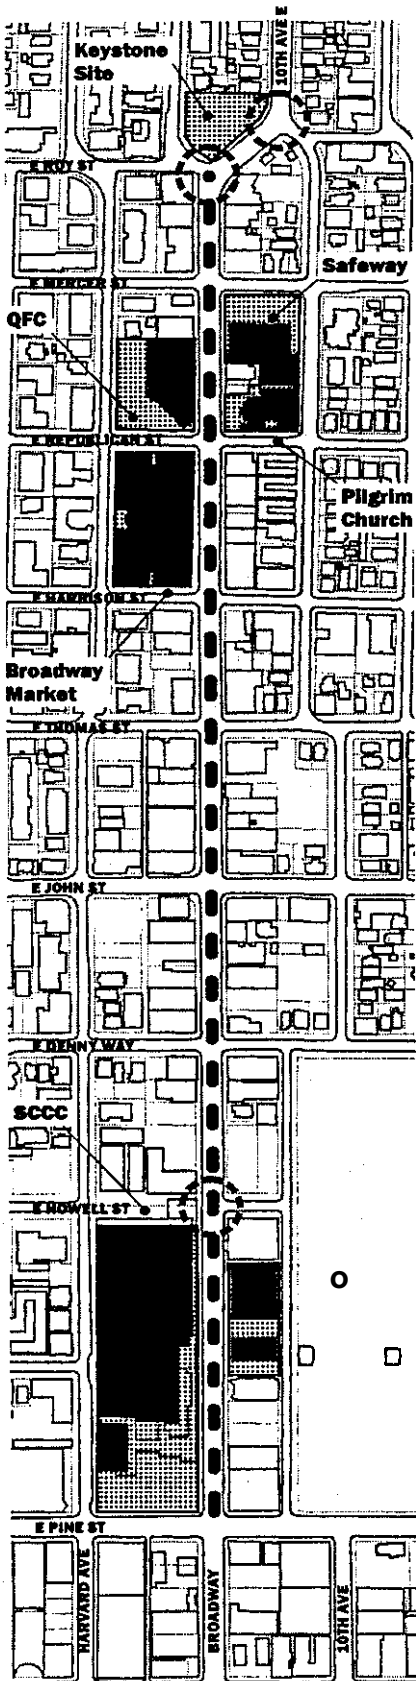 Keystone
Site
10TH AVE E
E ROY ST
Safeway
E MERCER ST
QFC
E REPUBLICAN ST
Pilgrim
Church
E HARRISON ST
Broadway
Market
E THOMAS ST
E JOHN ST
E DENNY WAY
SCCC
E HOWELL ST
E PINE ST
HARVARD AVE
BROADWAY
10TH AVE